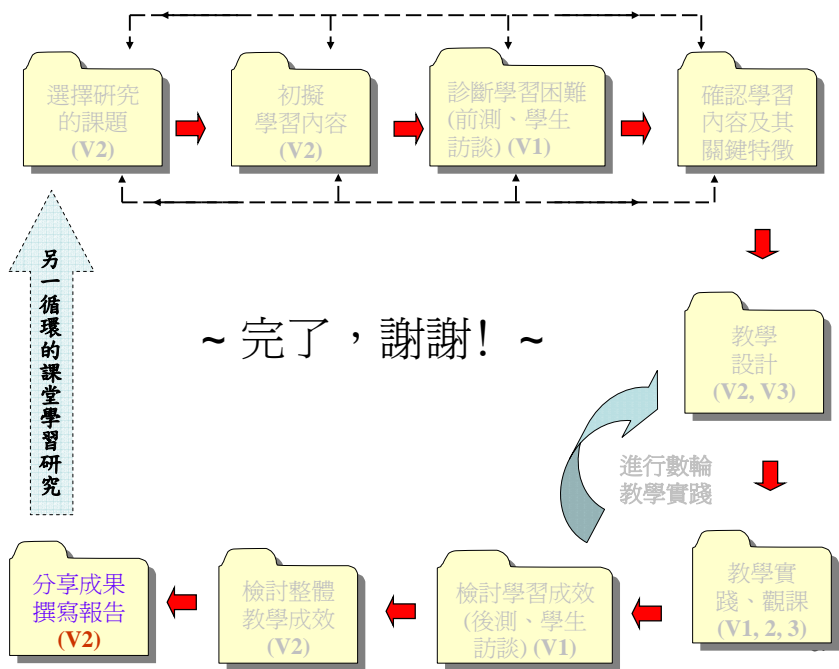 選擇研究
的課題
(V2)
初擬
學習內容
(V2)
診斷學習困難
(前測、學生
訪談) (V1)
確認學習
內容及其
關鍵特徵
另一循環的課堂學習研究
~ 完了，謝謝! ~
教學
設計
(V2, V3)
進行數輪
教學實踐
教學實
踐、觀課
(V1, 2, 3)
檢討學習成效
(後測、學生
訪談) (V1)
檢討整體
教學成效
(V2)
分享成果
撰寫報告
(V2)